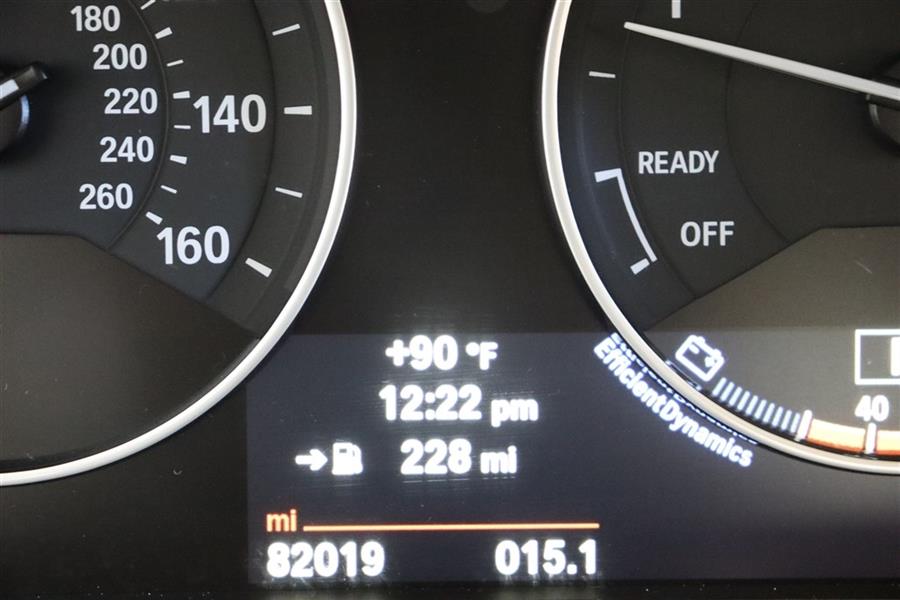 180
200
220
240
260
140
160
READY
OFF
+90 °F
12:22 pm
228 mi
mi
82019 015.1
EfficientDynamics
40